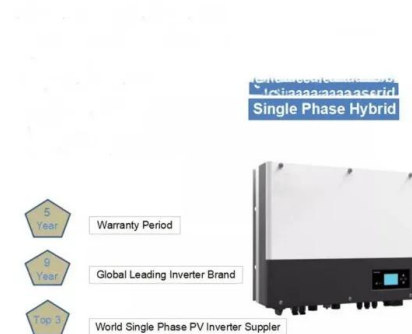 Single Phase Hybrid
5
Year
Warranty Period
9
Year
Global Leading Inverter Brand
Top 3
World Single Phase PV Inverter Suppler